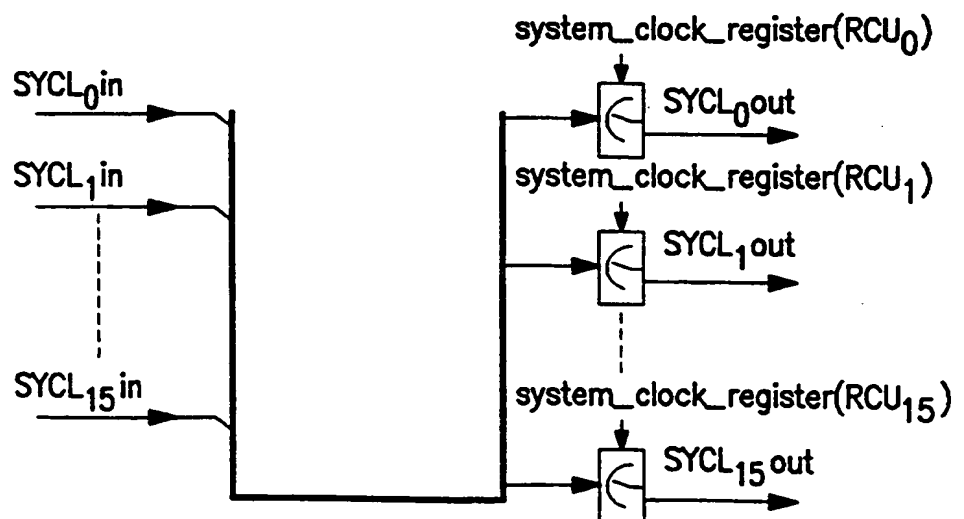 system_clock_register(RCU0)
SYCL0in
SYCL0out
SYCL1in
system_clock_register(RCU1)
SYCL1out
SYCL15in
system_clock_register(RCU15)
SYCL15out